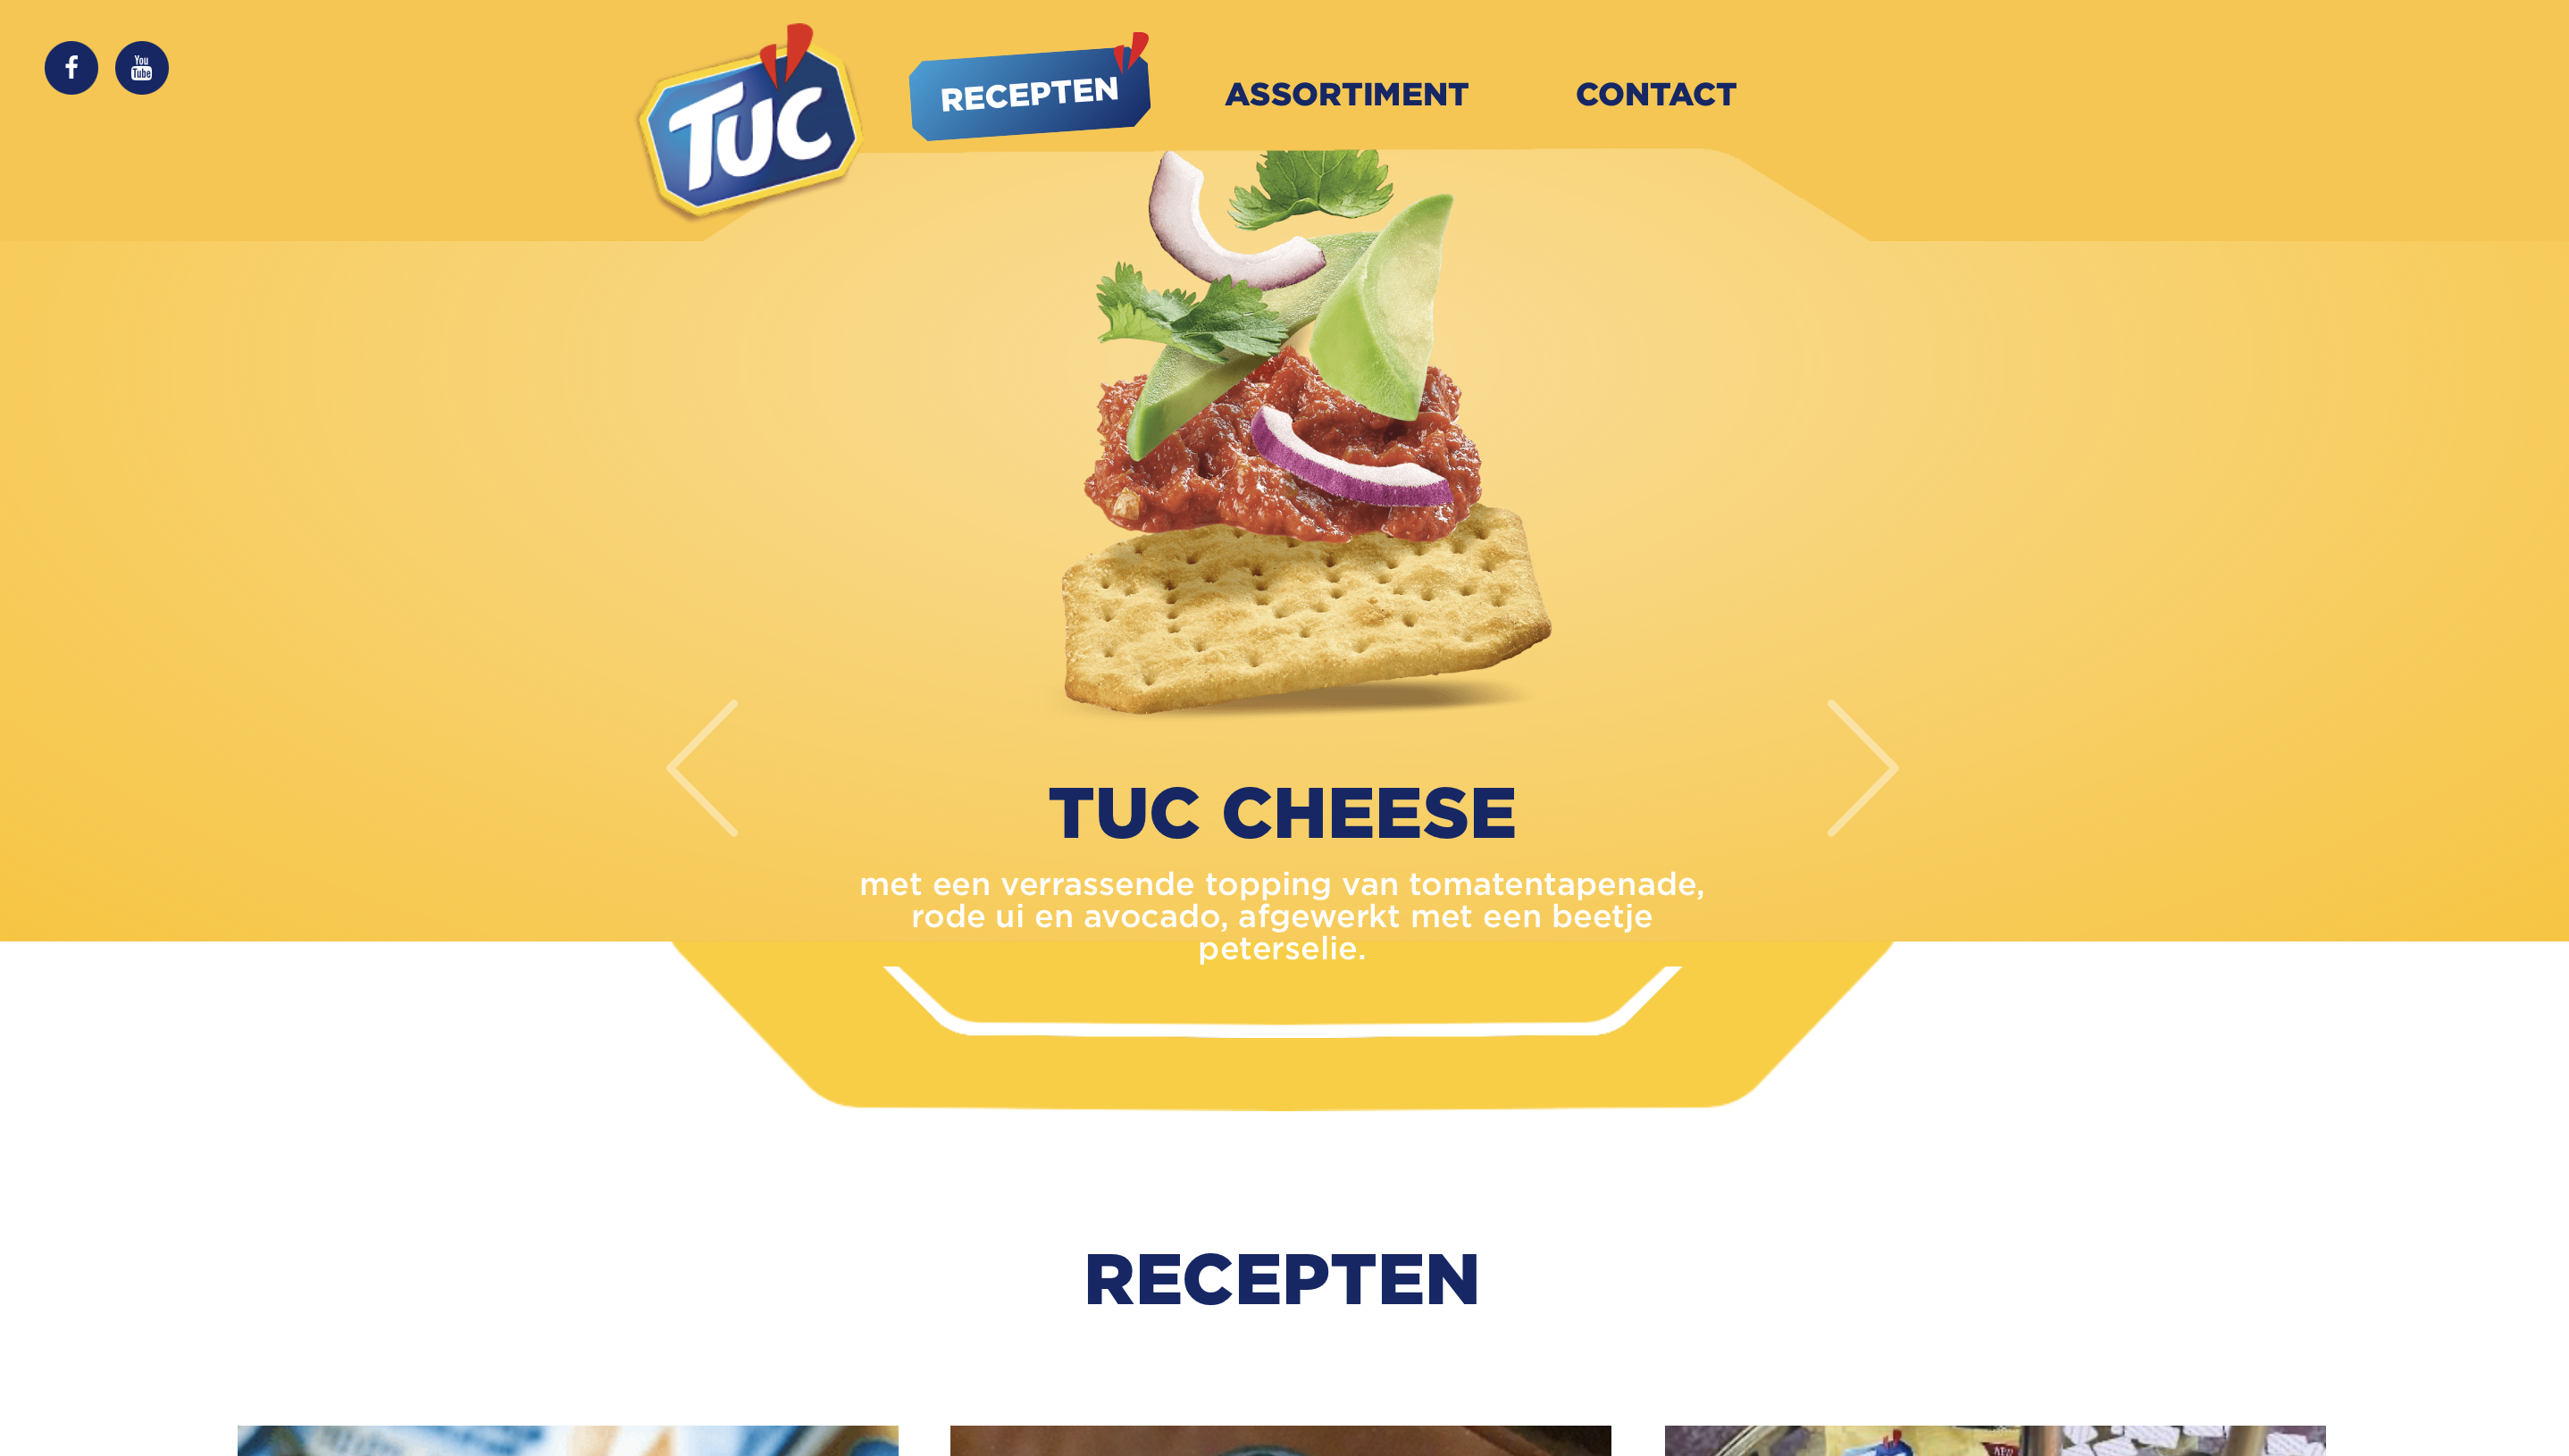 You
Tube
TUC
RECEPTEN
ASSORTIMENT
CONTACT
TUC CHEESE
met een verrassende topping van tomatentapenade,
rode ui en avocado, afgewerkt met een beetje
peterselie.
RECEPTEN